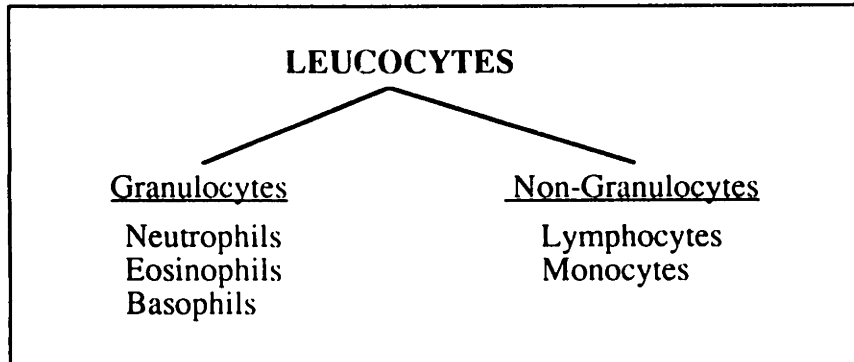 LEUCOCYTES
Granulocytes
Neutrophils
Eosinophils
Basophils
Non-Granulocytes
Lymphocytes
Monocytes